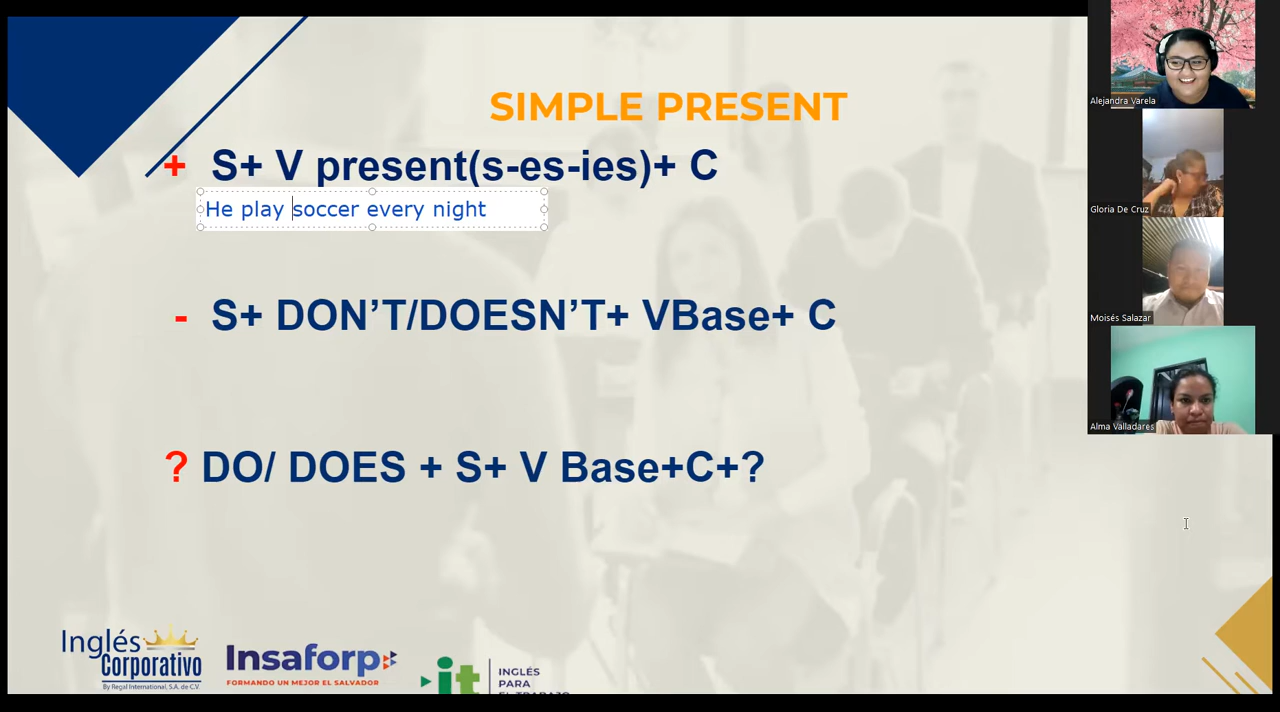 SIMPLE PRESENT
+ S+ V present(s-es-ies)+ C
He play soccer every night
- S+ DON'T/DOESN'T+ VBase+ C
? DO/ DOES + S+ V Base+C+?
Alejandra Varela
Gloria De Cruz
Moisés Salazar
Alma Valladares
Inglés
Corporativo
By Regal International, S.A. de C.V.
Insaforp
FORMANDO UN MEJOR EL SALVADOR
it
INGLÉS
PARA
EL TRABAJO